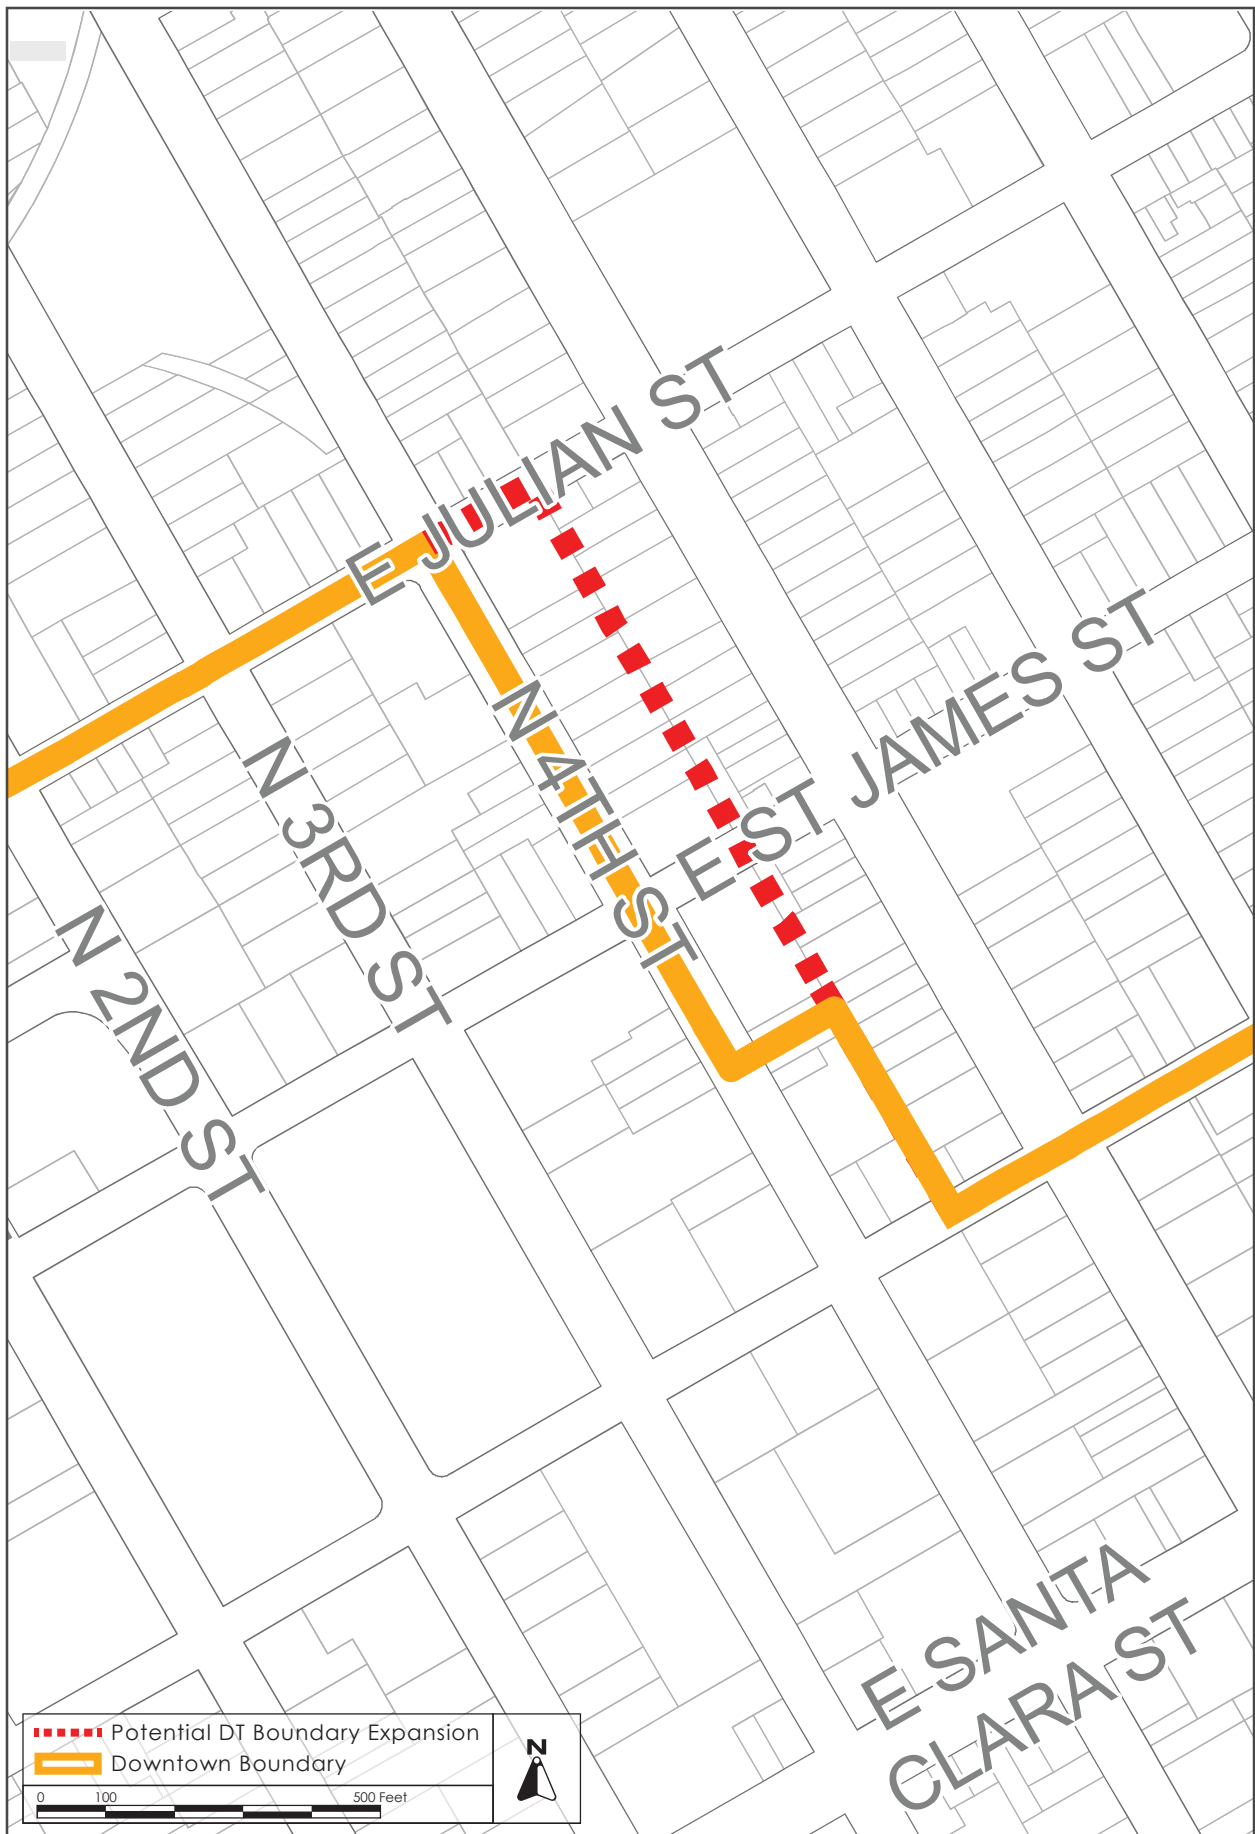 E JULIAN ST
E ST JAMES ST
N 4TH ST
N 3RD ST
N 2ND ST
E SANTA
CLARA ST
Potential DT Boundary Expansion
Downtown Boundary
N
0 100 500 Feet